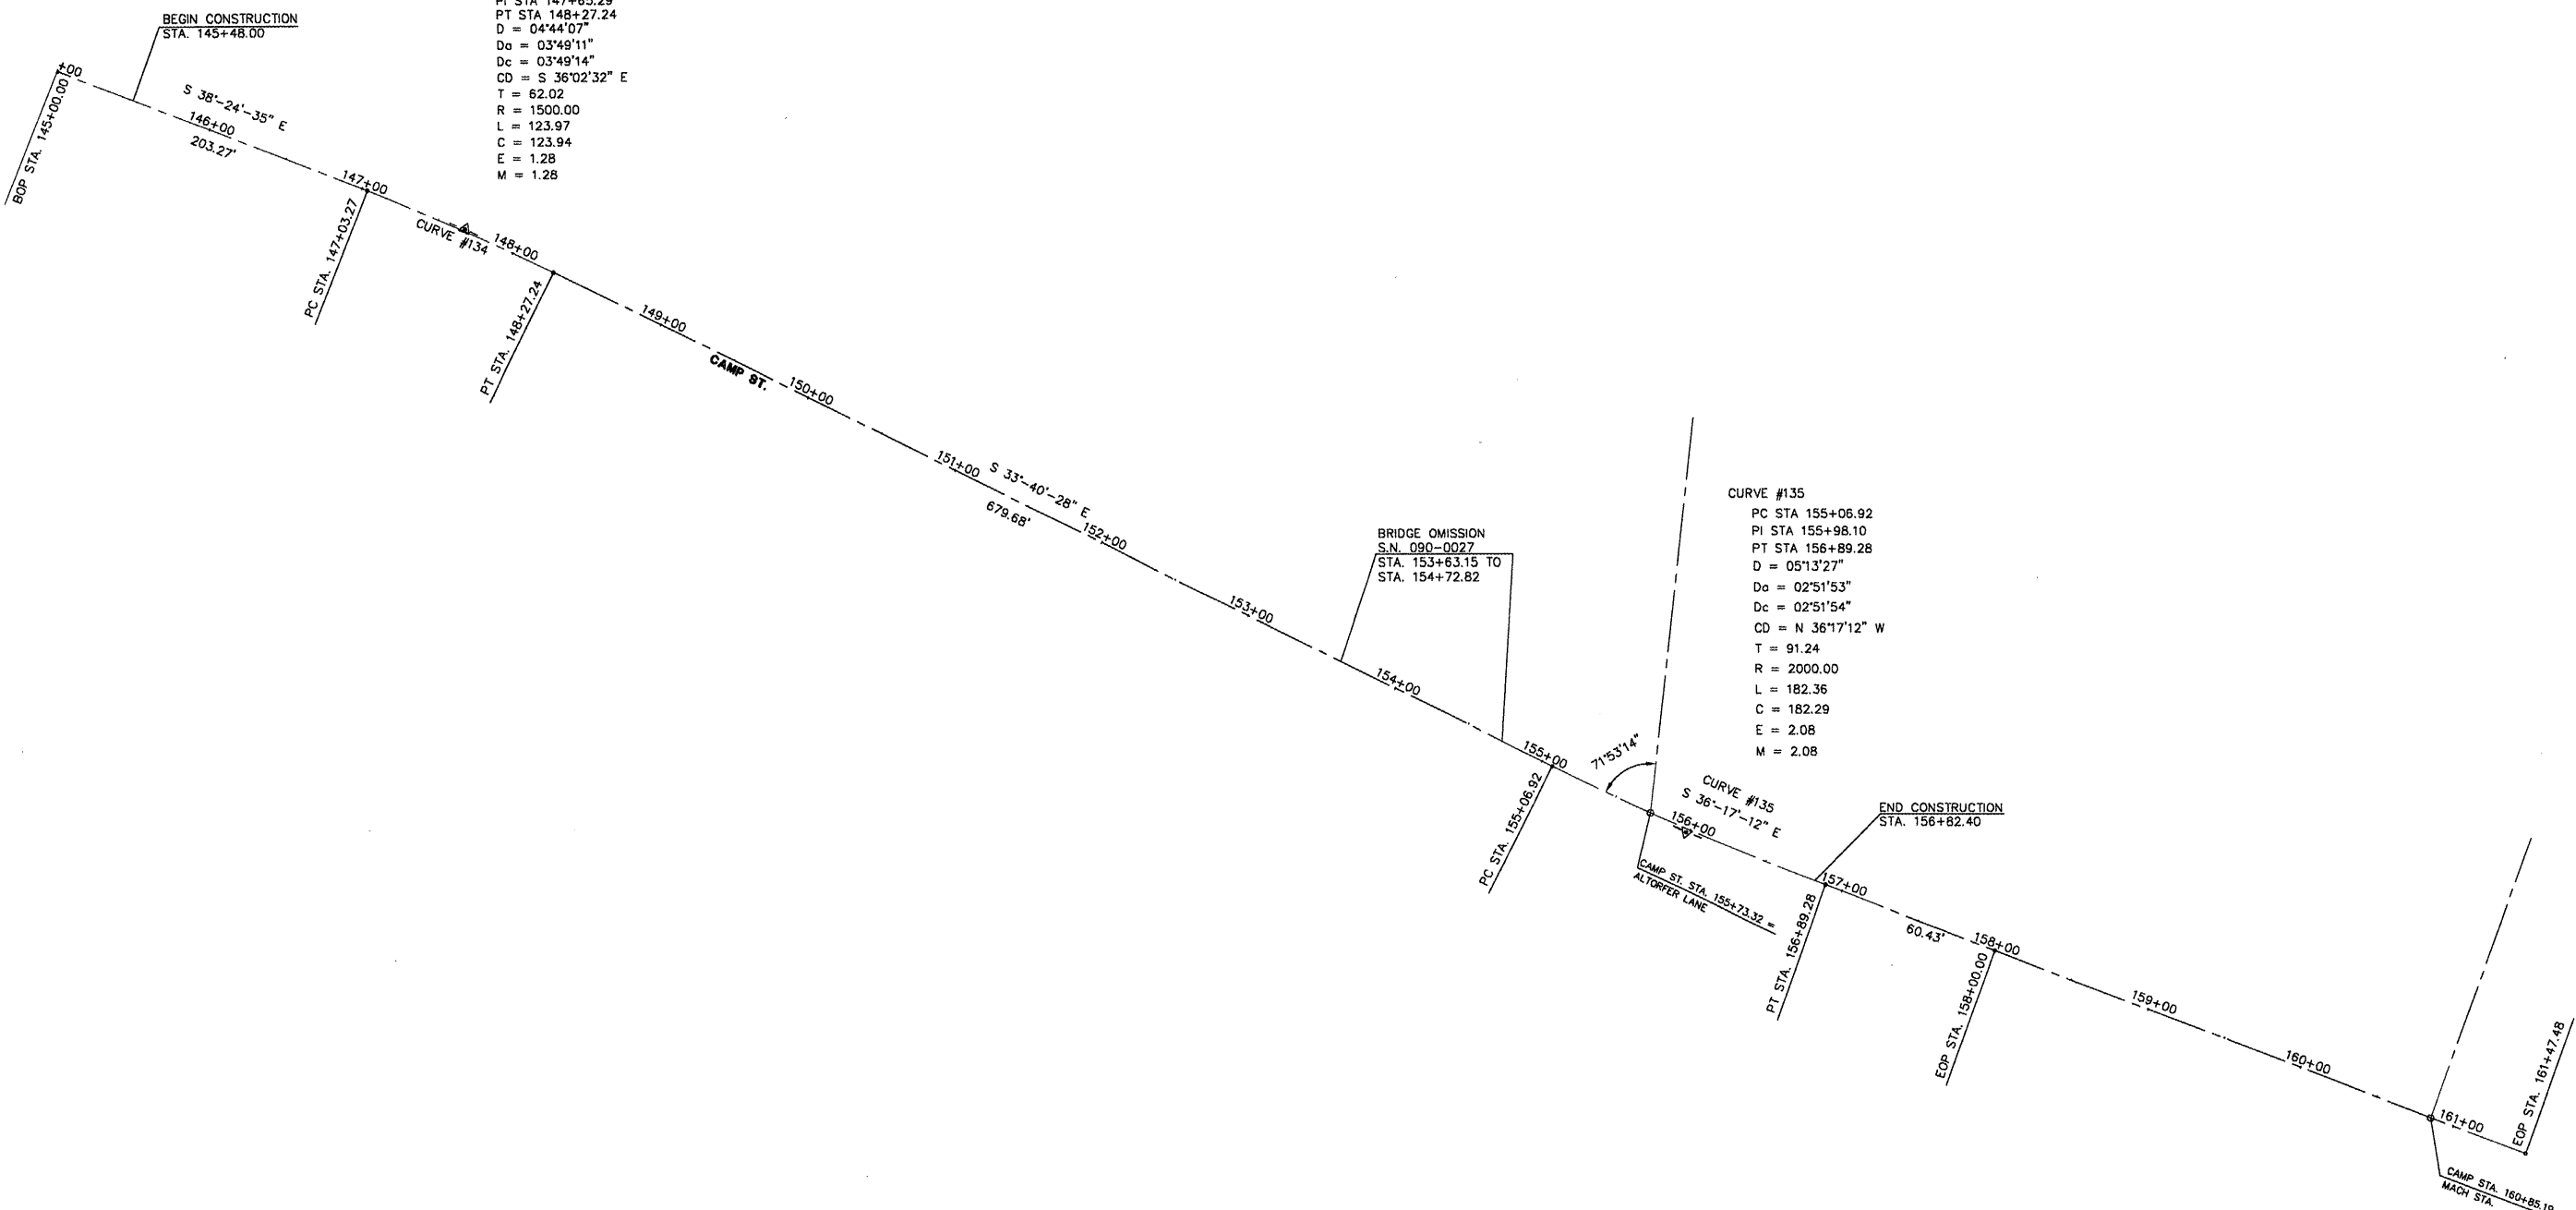 BEGIN CONSTRUCTION
STA. 145+48.00
PI STA 147+65.29
PT STA 148+27.24
D = 04°44'07"
Da = 03°49'11"
Dc = 03°49'14"
CD = S 36°02'32" E
T = 62.02
R = 1500.00
L = 123.97
C = 123.94
E = 1.28
M = 1.28
+00
BOP STA. 145+00.00
S 38°-24'-35" E
146+00
203.27'
147+00
PC STA. 147+03.27
CURVE #134
148+00
PT STA. 148+27.24
149+00
CAMP ST.
150+00
151+00
S 33°-40'-28" E
679.68'
152+00
153+00
BRIDGE OMISSION
S.N. 090-0027
STA. 153+63.15 TO
STA. 154+72.82
154+00
155+00
PC STA. 155+06.92
71°53'14"
CURVE #135
PC STA 155+06.92
PI STA 155+98.10
PT STA 156+89.28
D = 05°13'27"
Da = 02°51'53"
Dc = 02°51'54"
CD = N 36°17'12" W
T = 91.24
R = 2000.00
L = 182.36
C = 182.29
E = 2.08
M = 2.08
CURVE #135
S 36°-17'-12" E
156+00
CAMP ST. STA. 155+73.32 =
ALTORFER LANE
END CONSTRUCTION
STA. 156+82.40
157+00
PT STA. 156+89.28
60.43'
158+00
EOP STA. 158+00.00
159+00
160+00
161+00
EOP STA. 161+47.48
CAMP STA. 160+85.19
MACH STA.